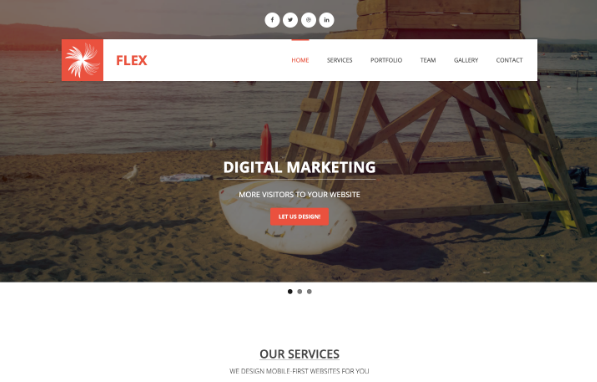 FLEX
HOME SERVICES PORTFOLIO TEAM GALLERY CONTACT
DIGITAL MARKETING
MORE VISITORS TO YOUR WEBSITE
LET US DESIGN!
OUR SERVICES
WE DESIGN MOBILE-FIRST WEBSITES FOR YOU